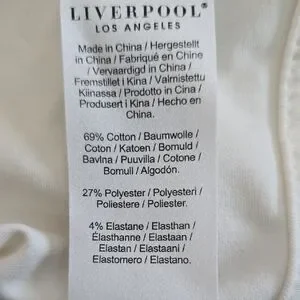 LIVERPOOL®
LOS ANGELES
Made in China / Hergestellt
in China / Fabriqué en Chine
/ Vervaardigd in China /
Fremstillet i Kina / Valmistettu
Kiinassa / Prodotto in Cina /
Produsert i Kina / Hecho en
China.
69% Cotton / Baumwolle /
Coton / Katoen / Bomuld /
Bavlna / Puuvilla / Cotone /
Bomull / Algodón.
27% Polyester / Polyesteri /
Poliestere / Poliester.
4% Elastane / Elasthan /
Élasthanne / Elastaan /
Elastan / Elastaani /
Elastomero / Elastano.